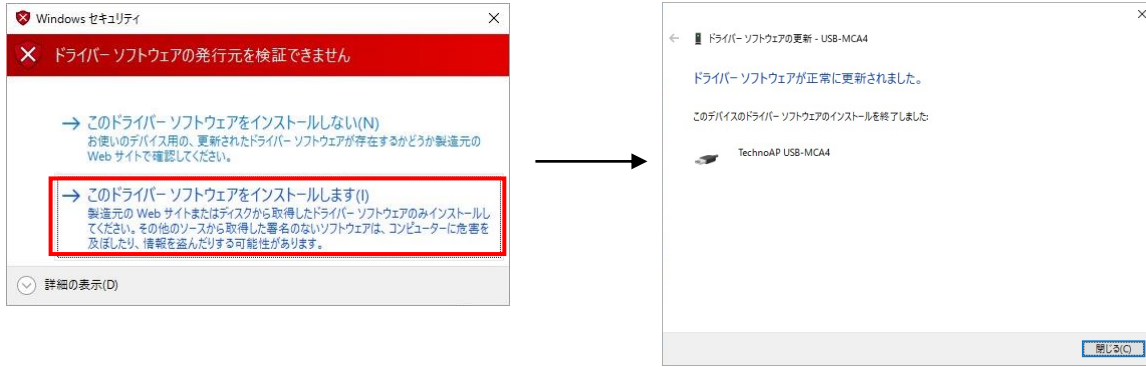 Windows セキュリティ
ドライバー ソフトウェアの発行元を検証できません
→ このドライバー ソフトウェアをインストールしない(N)
お使いのデバイス用の、更新されたドライバー ソフトウェアが存在するかどうか製造元の
Web サイトで確認してください。
→ このドライバー ソフトウェアをインストールします(I)
製造元の Web サイトまたはディスクから取得したドライバー ソフトウェアのみインストールし
てください。その他のソースから取得した署名のないソフトウェアは、コンピューターに危害を
及ぼしたり、情報を盗んだりする可能性があります。
詳細の表示(D)
ドライバー ソフトウェアの更新 - USB-MCA4
ドライバー ソフトウェアが正常に更新されました。
このデバイスのドライバー ソフトウェアのインストールを終了しました:
TechnoAP USB-MCA4
閉じる(C)